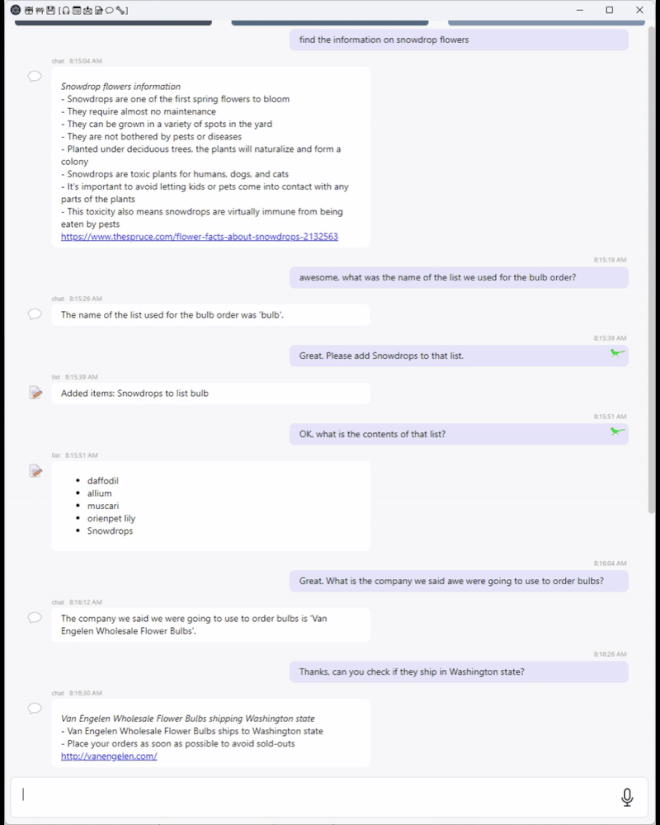 find the information on snowdrop flowers
chat 8:15:04 AM
Snowdrop flowers information
- Snowdrops are one of the first spring flowers to bloom
- They require almost no maintenance
- They can be grown in a variety of spots in the yard
- They are not bothered by pests or diseases
- Planted under deciduous trees, the plants will naturalize and form a
colony
- Snowdrops are toxic plants for humans, dogs, and cats
- It's important to avoid letting kids or pets come into contact with any
parts of the plants
- This toxicity also means snowdrops are virtually immune from being
eaten by pests
https://www.thespruce.com/flower-facts-about-snowdrops-2132563
8:15:19 AM
awesome, what was the name of the list we used for the bulb order?
chat 8:15:26 AM
The name of the list used for the bulb order was 'bulb'.
8:15:39 AM
Great. Please add Snowdrops to that list.
list 8:15:39 AM
Added items: Snowdrops to list bulb
8:15:51 AM
OK, what is the contents of that list?
list 8:15:51 AM
• daffodil
• allium
• muscari
• orienpet lily
• Snowdrops
8:16:04 AM
Great. What is the company we said awe were going to use to order bulbs?
chat 8:16:12 AM
The company we said we were going to use to order bulbs is 'Van
Engelen Wholesale Flower Bulbs'.
8:18:26 AM
Thanks, can you check if they ship in Washington state?
chat 8:18:30 AM
Van Engelen Wholesale Flower Bulbs shipping Washington state
- Van Engelen Wholesale Flower Bulbs ships to Washington state
- Place your orders as soon as possible to avoid sold-outs
http://vanengelen.com/